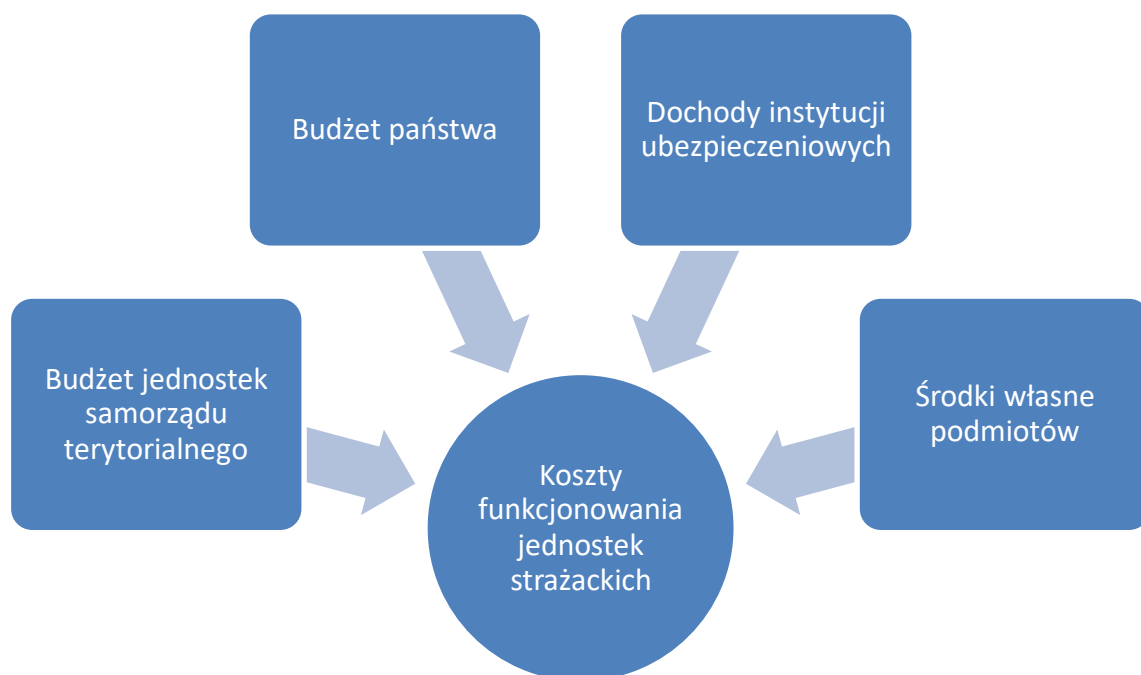 Budżet państwa
Dochody instytucji
ubezpieczeniowych
Budżet jednostek
samorządu
terytorialnego
Środki własne
podmiotów
Koszty
funkcjonowania
jednostek
strażackich